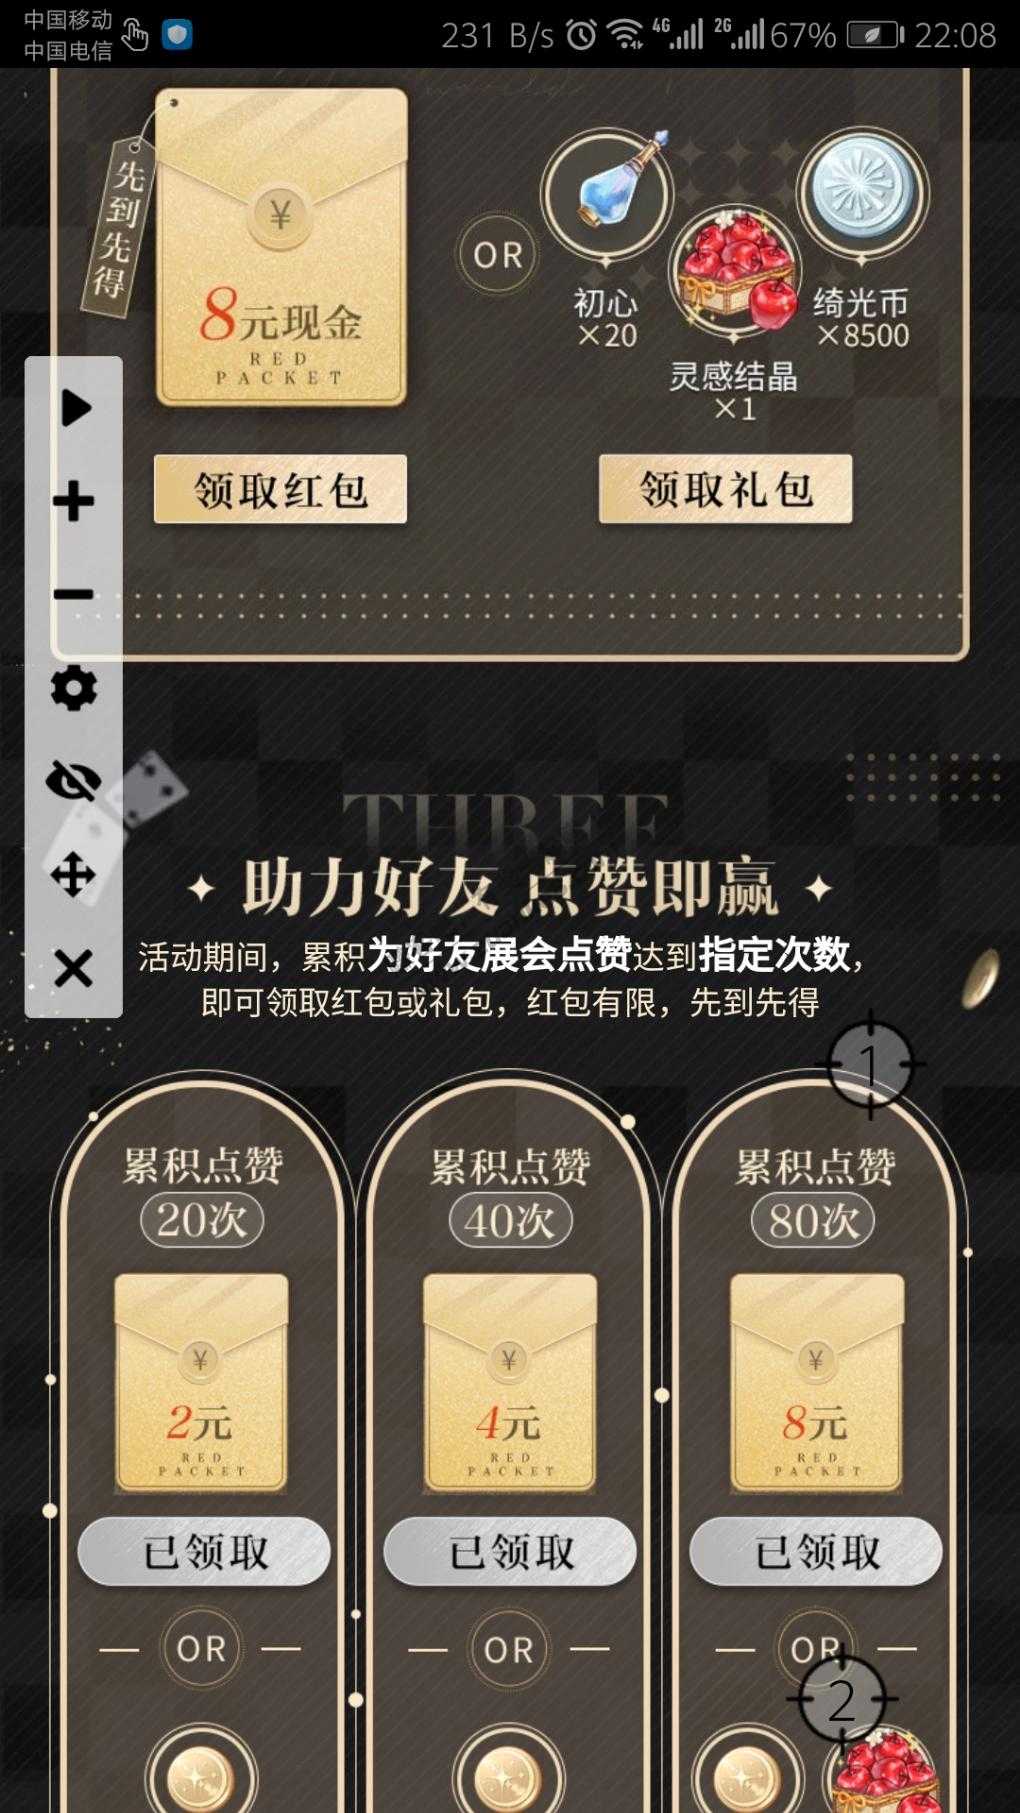 中国移动
中国电信
231 B/s
4G
2G
67%
22:08
先到先得
¥
8元现金
RED
PACKET
OR
初心
×20
灵感结晶
×1
绮光币
×8500
领取红包
领取礼包
THREE
助力好友 点赞即赢
活动期间，累积为好友展会点赞达到指定次数，
即可领取红包或礼包，红包有限，先到先得
1
累积点赞
20次
¥
2元
RED
PACKET
已领取
OR
累积点赞
40次
¥
4元
RED
PACKET
已领取
OR
累积点赞
80次
¥
8元
RED
PACKET
已领取
OR
2